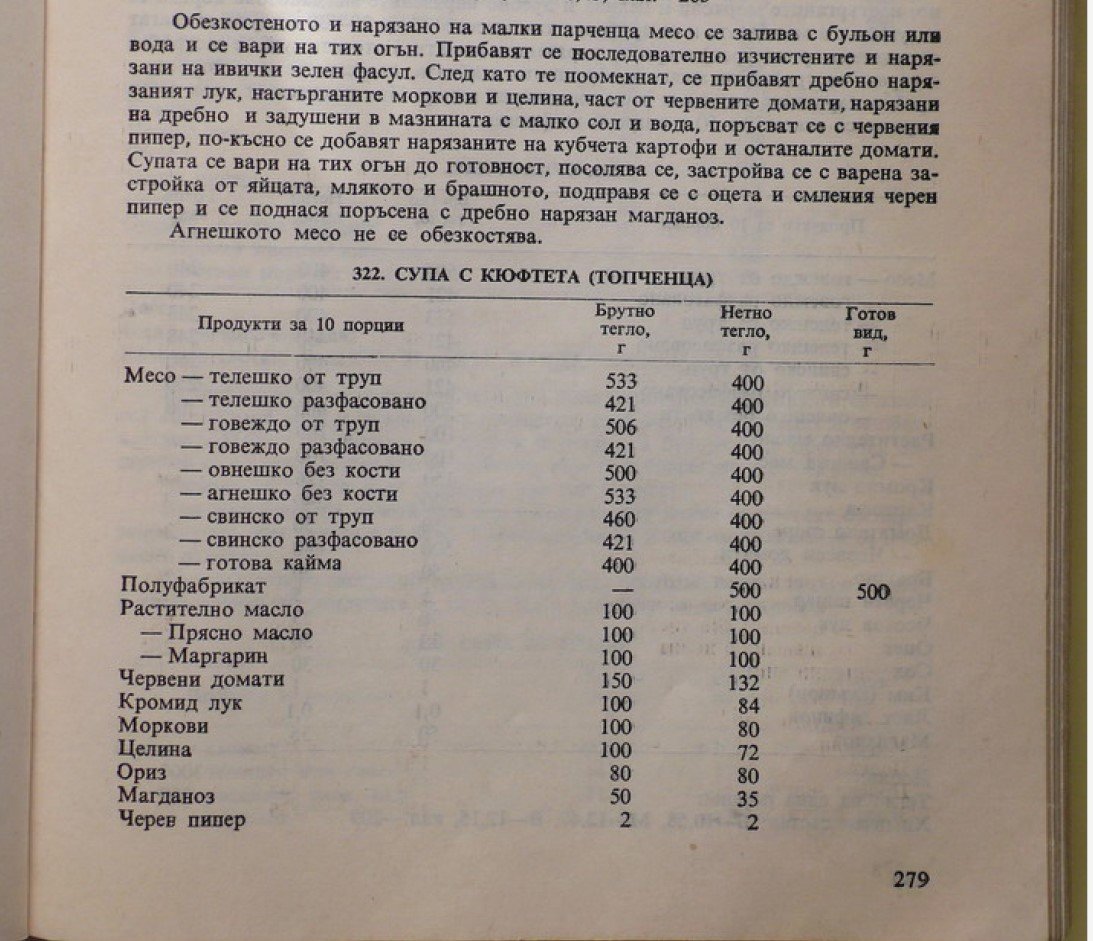 Обезкостеното и нарязано на малки парченца месо се залива с бульон или
вода и се вари на тих огън. Прибавят се последователно изчистените и наря-
зани на ивички зелен фасул. След като те поомекнат, се прибавят дребно наря-
заният лук, настърганите моркови и целина, част от червените домати, нарязани
на дребно и задушени в мазнината с малко сол и вода, поръсват се с червения
пипер, по-късно се добавят нарязаните на кубчета картофи и останалите домати.
Супата се вари на тих огън до готовност, посолява се, застройва се с варена за-
стройка от яйцата, млякото и брашното, подправя се с оцета и смления черен
пипер и се поднася поръсена с дребно нарязан магданоз.
Агнешкото месо не се обезкостява.
322. СУПА С КЮФТЕТА (ТОПЧЕНЦА)
Продукти за 10 порции Брутно тегло, г Нетно тегло, г Готов вид, г
Месо — телешко от труп 533 400
— телешко разфасовано 421 400
— говеждо от труп 506 400
— говеждо разфасовано 421 400
— овнешко без кости 500 400
— агнешко без кости 533 400
— свинско от труп 460 400
— свинско разфасовано 421 400
— готова кайма 400 400
Полуфабрикат — 500 500
Растително масло 100 100
— Прясно масло 100 100
— Маргарин 100 100
Червени домати 150 132
Кромид лук 100 84
Моркови 100 80
Целина 100 72
Ориз 80 80
Магданоз 50 35
Черев пипер 2 2
279